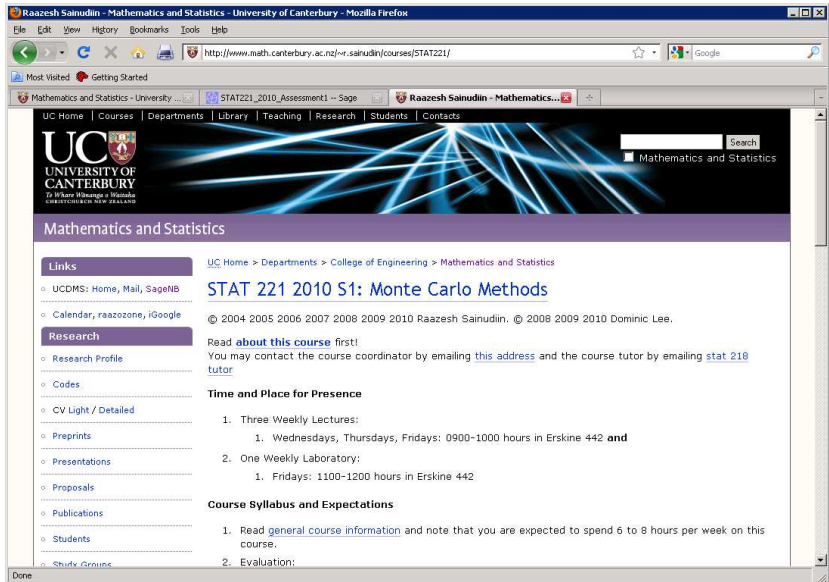 Raazesh Sainudiin - Mathematics and Statistics - University of Canterbury - Mozilla Firefox
File Edit View History Bookmarks Tools Help
http://www.math.canterbury.ac.nz/~r.sainudiin/courses/STAT221/
Google
Most Visited Getting Started
Mathematics and Statistics - University ...
STAT221_2010_Assessment1 -- Sage
Raazesh Sainudiin - Mathematics...
UC Home | Courses | Departments | Library | Teaching | Research | Students | Contacts
UC
UNIVERSITY OF
CANTERBURY
Te Whare Wānanga o Waitaha
CHRISTCHURCH NEW ZEALAND
Search
Mathematics and Statistics
Mathematics and Statistics
Links
UCDMS: Home, Mail, SageNB
Calendar, raazozone, iGoogle
Research
Research Profile
Codes
CV Light / Detailed
Preprints
Presentations
Proposals
Publications
Students
Study Groups
UC Home > Departments > College of Engineering > Mathematics and Statistics
STAT 221 2010 S1: Monte Carlo Methods
© 2004 2005 2006 2007 2008 2009 2010 Raazesh Sainudiin. © 2008 2009 2010 Dominic Lee.
Read about this course first!
You may contact the course coordinator by emailing this address and the course tutor by emailing stat 218
tutor
Time and Place for Presence
1. Three Weekly Lectures:
1. Wednesdays, Thursdays, Fridays: 0900-1000 hours in Erskine 442 and
2. One Weekly Laboratory:
1. Fridays: 1100-1200 hours in Erskine 442
Course Syllabus and Expectations
1. Read general course information and note that you are expected to spend 6 to 8 hours per week on this
course.
2. Evaluation:
Done